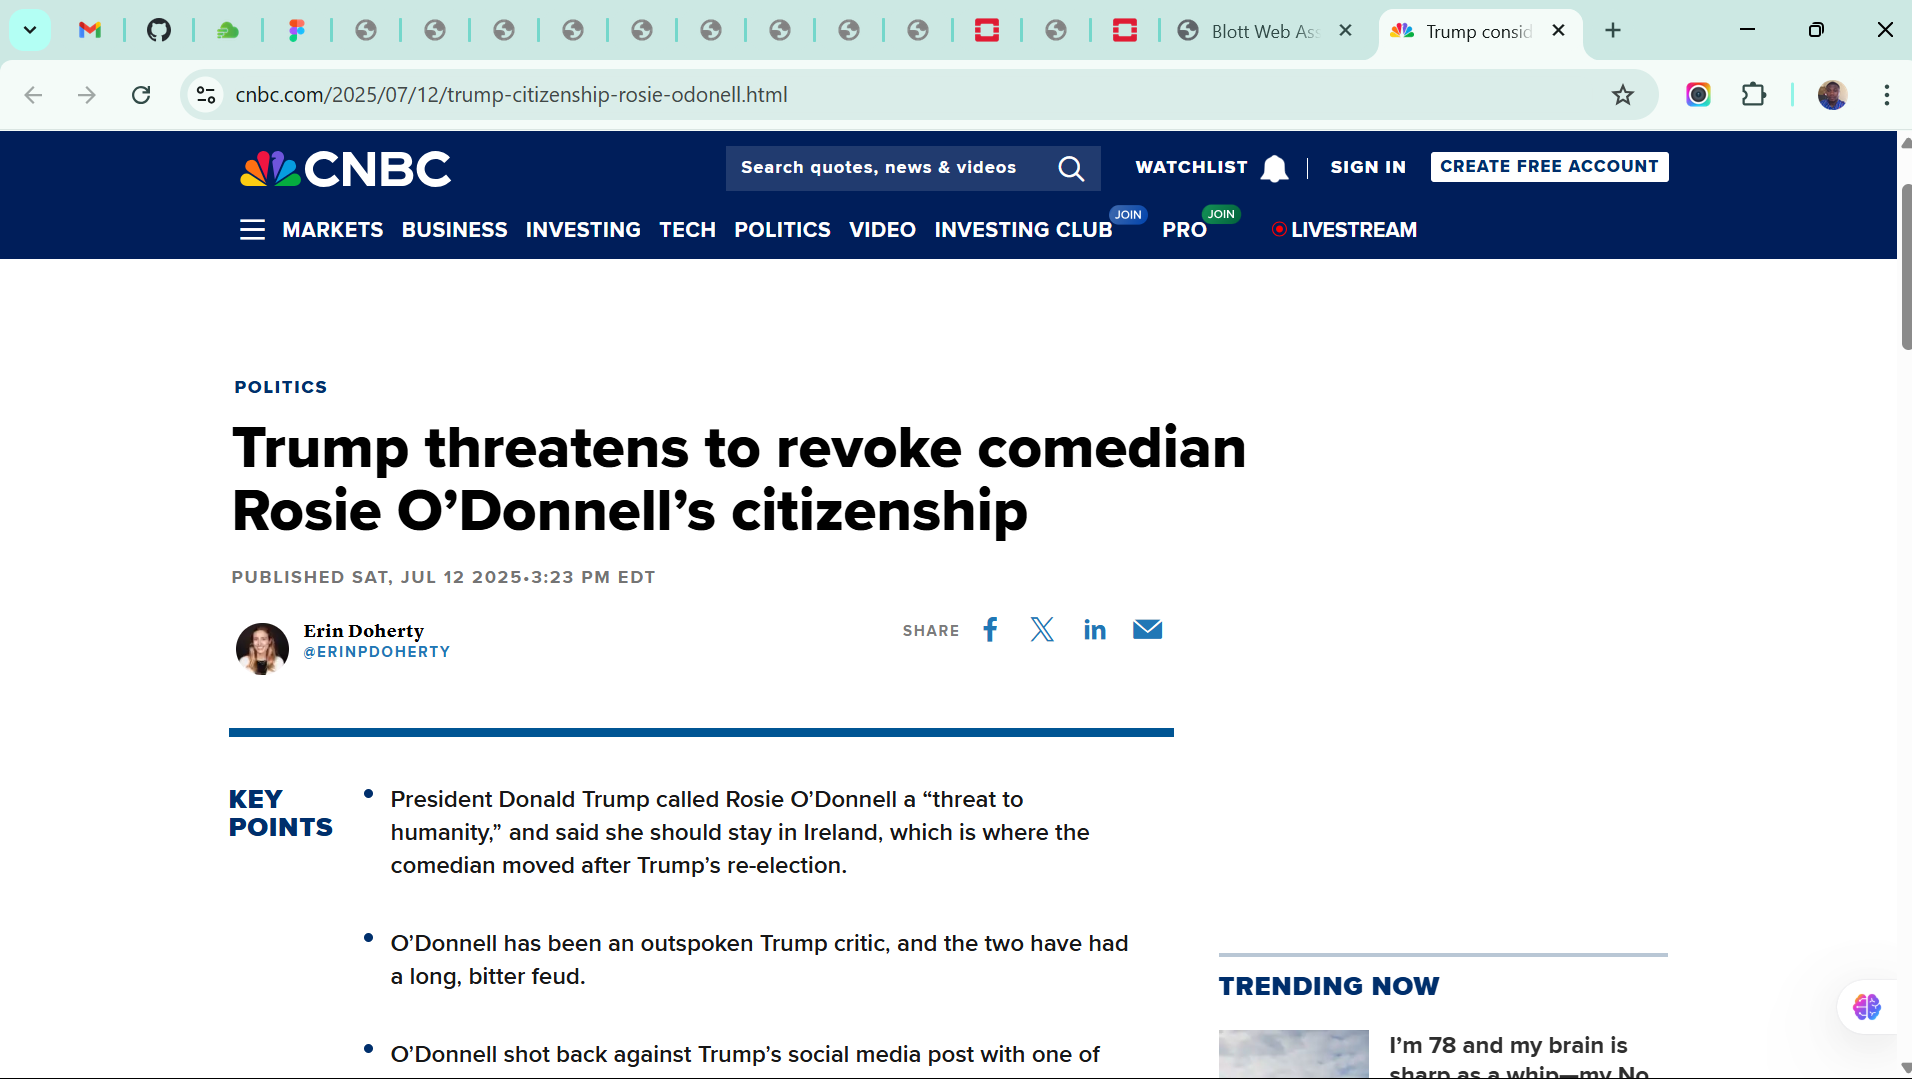 Blott Web Ass
Trump consid
cnbc.com/2025/07/12/trump-citizenship-rosie-odonell.html
CNBC
Search quotes, news & videos
WATCHLIST
SIGN IN
CREATE FREE ACCOUNT
MARKETS BUSINESS INVESTING TECH POLITICS VIDEO INVESTING CLUB JOIN PRO JOIN LIVESTREAM
POLITICS
Trump threatens to revoke comedian
Rosie O’Donnell’s citizenship
PUBLISHED SAT, JUL 12 2025•3:23 PM EDT
Erin Doherty
@ERINPDOHERTY
SHARE
KEY
POINTS
• President Donald Trump called Rosie O’Donnell a “threat to
humanity,” and said she should stay in Ireland, which is where the
comedian moved after Trump’s re-election.
• O’Donnell has been an outspoken Trump critic, and the two have had
a long, bitter feud.
• O’Donnell shot back against Trump’s social media post with one of
TRENDING NOW
I’m 78 and my brain is
sharp as a whip—my No